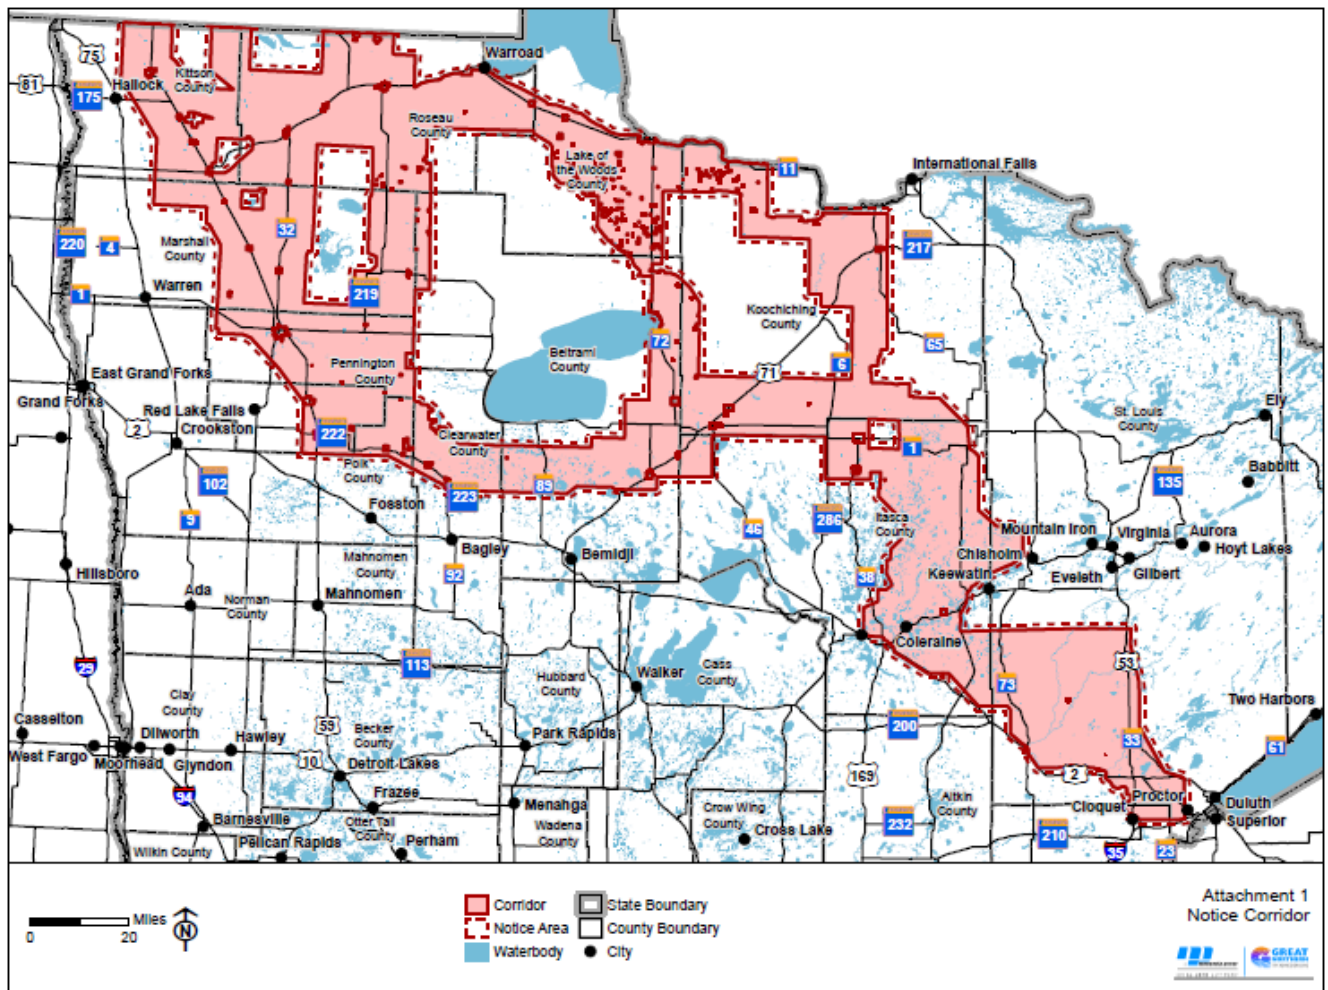 Warroad
75
81
175
Hallock
Kittson
County
Roseau
County
Lake of
the Woods
County
11
International Falls
32
220
4
Marshall
County
217
1
Warren
219
Koochiching
County
72
65
6
Beltrami
County
71
Pennington
County
East Grand Forks
Grand Forks
Red Lake Falls
Crookston
2
222
Clearwater
County
St. Louis
County
Ely
1
Polk
County
Babbitt
102
223
89
135
Fosston
9
46
286
Itasca
County
Mountain Iron
Virginia
Aurora
Hoyt Lakes
Chisholm
Bagley
Bemidji
Mahnomen
County
Eveleth
Gilbert
Keewatin
Hillsboro
92
38
Ada
Norman
County
Mahnomen
Coleraine
29
113
Walker
Cass
County
53
Hubbard
County
73
Clay
County
Two Harbors
Casselton
59
Becker
County
200
33
61
Dilworth
Hawley
Park Rapids
West Fargo
Moorhead
Glyndon
10
Detroit Lakes
169
2
94
Frazee
Menahga
Crow Wing
County
Aitkin
County
Cloquet
Proctor
Duluth
Superior
Barnesville
Otter Tail
County
Wadena
County
Cross Lake
232
210
Wilkin County
Pelican Rapids
Perham
35
23
Miles
0
20
N
Corridor
Notice Area
Waterbody
State Boundary
County Boundary
City
Attachment 1
Notice Corridor
GREAT